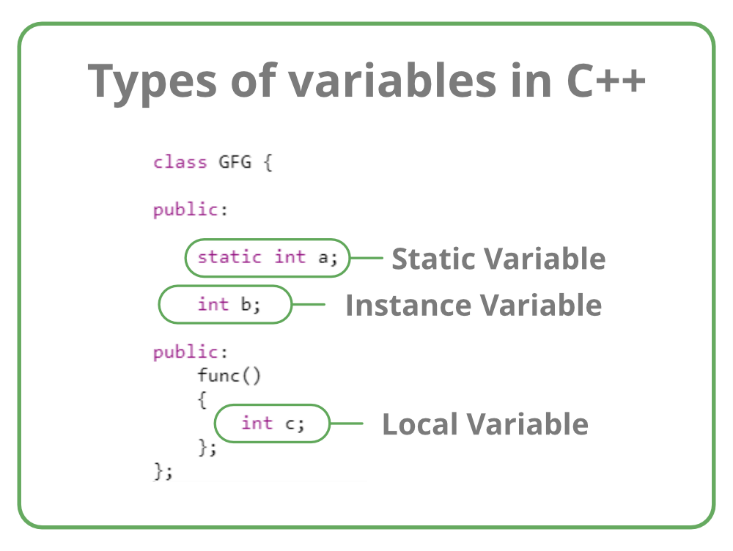 Types of variables in C++
class GFG {
public:
static int a; Static Variable
int b; Instance Variable
public:
func()
{
int c; Local Variable
};
};